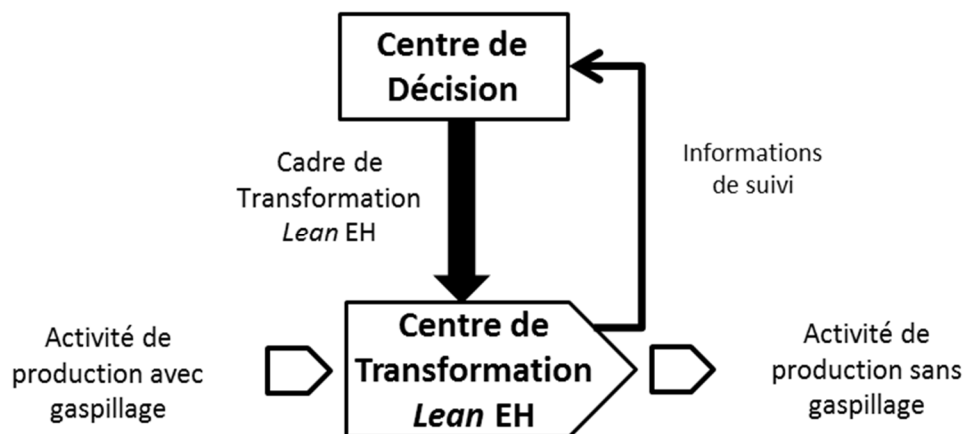 Centre de
Décision
Cadre de
Transformation
Lean EH
Informations
de suivi
Activité de
production avec
gaspillage
Centre de
Transformation
Lean EH
Activité de
production sans
gaspillage